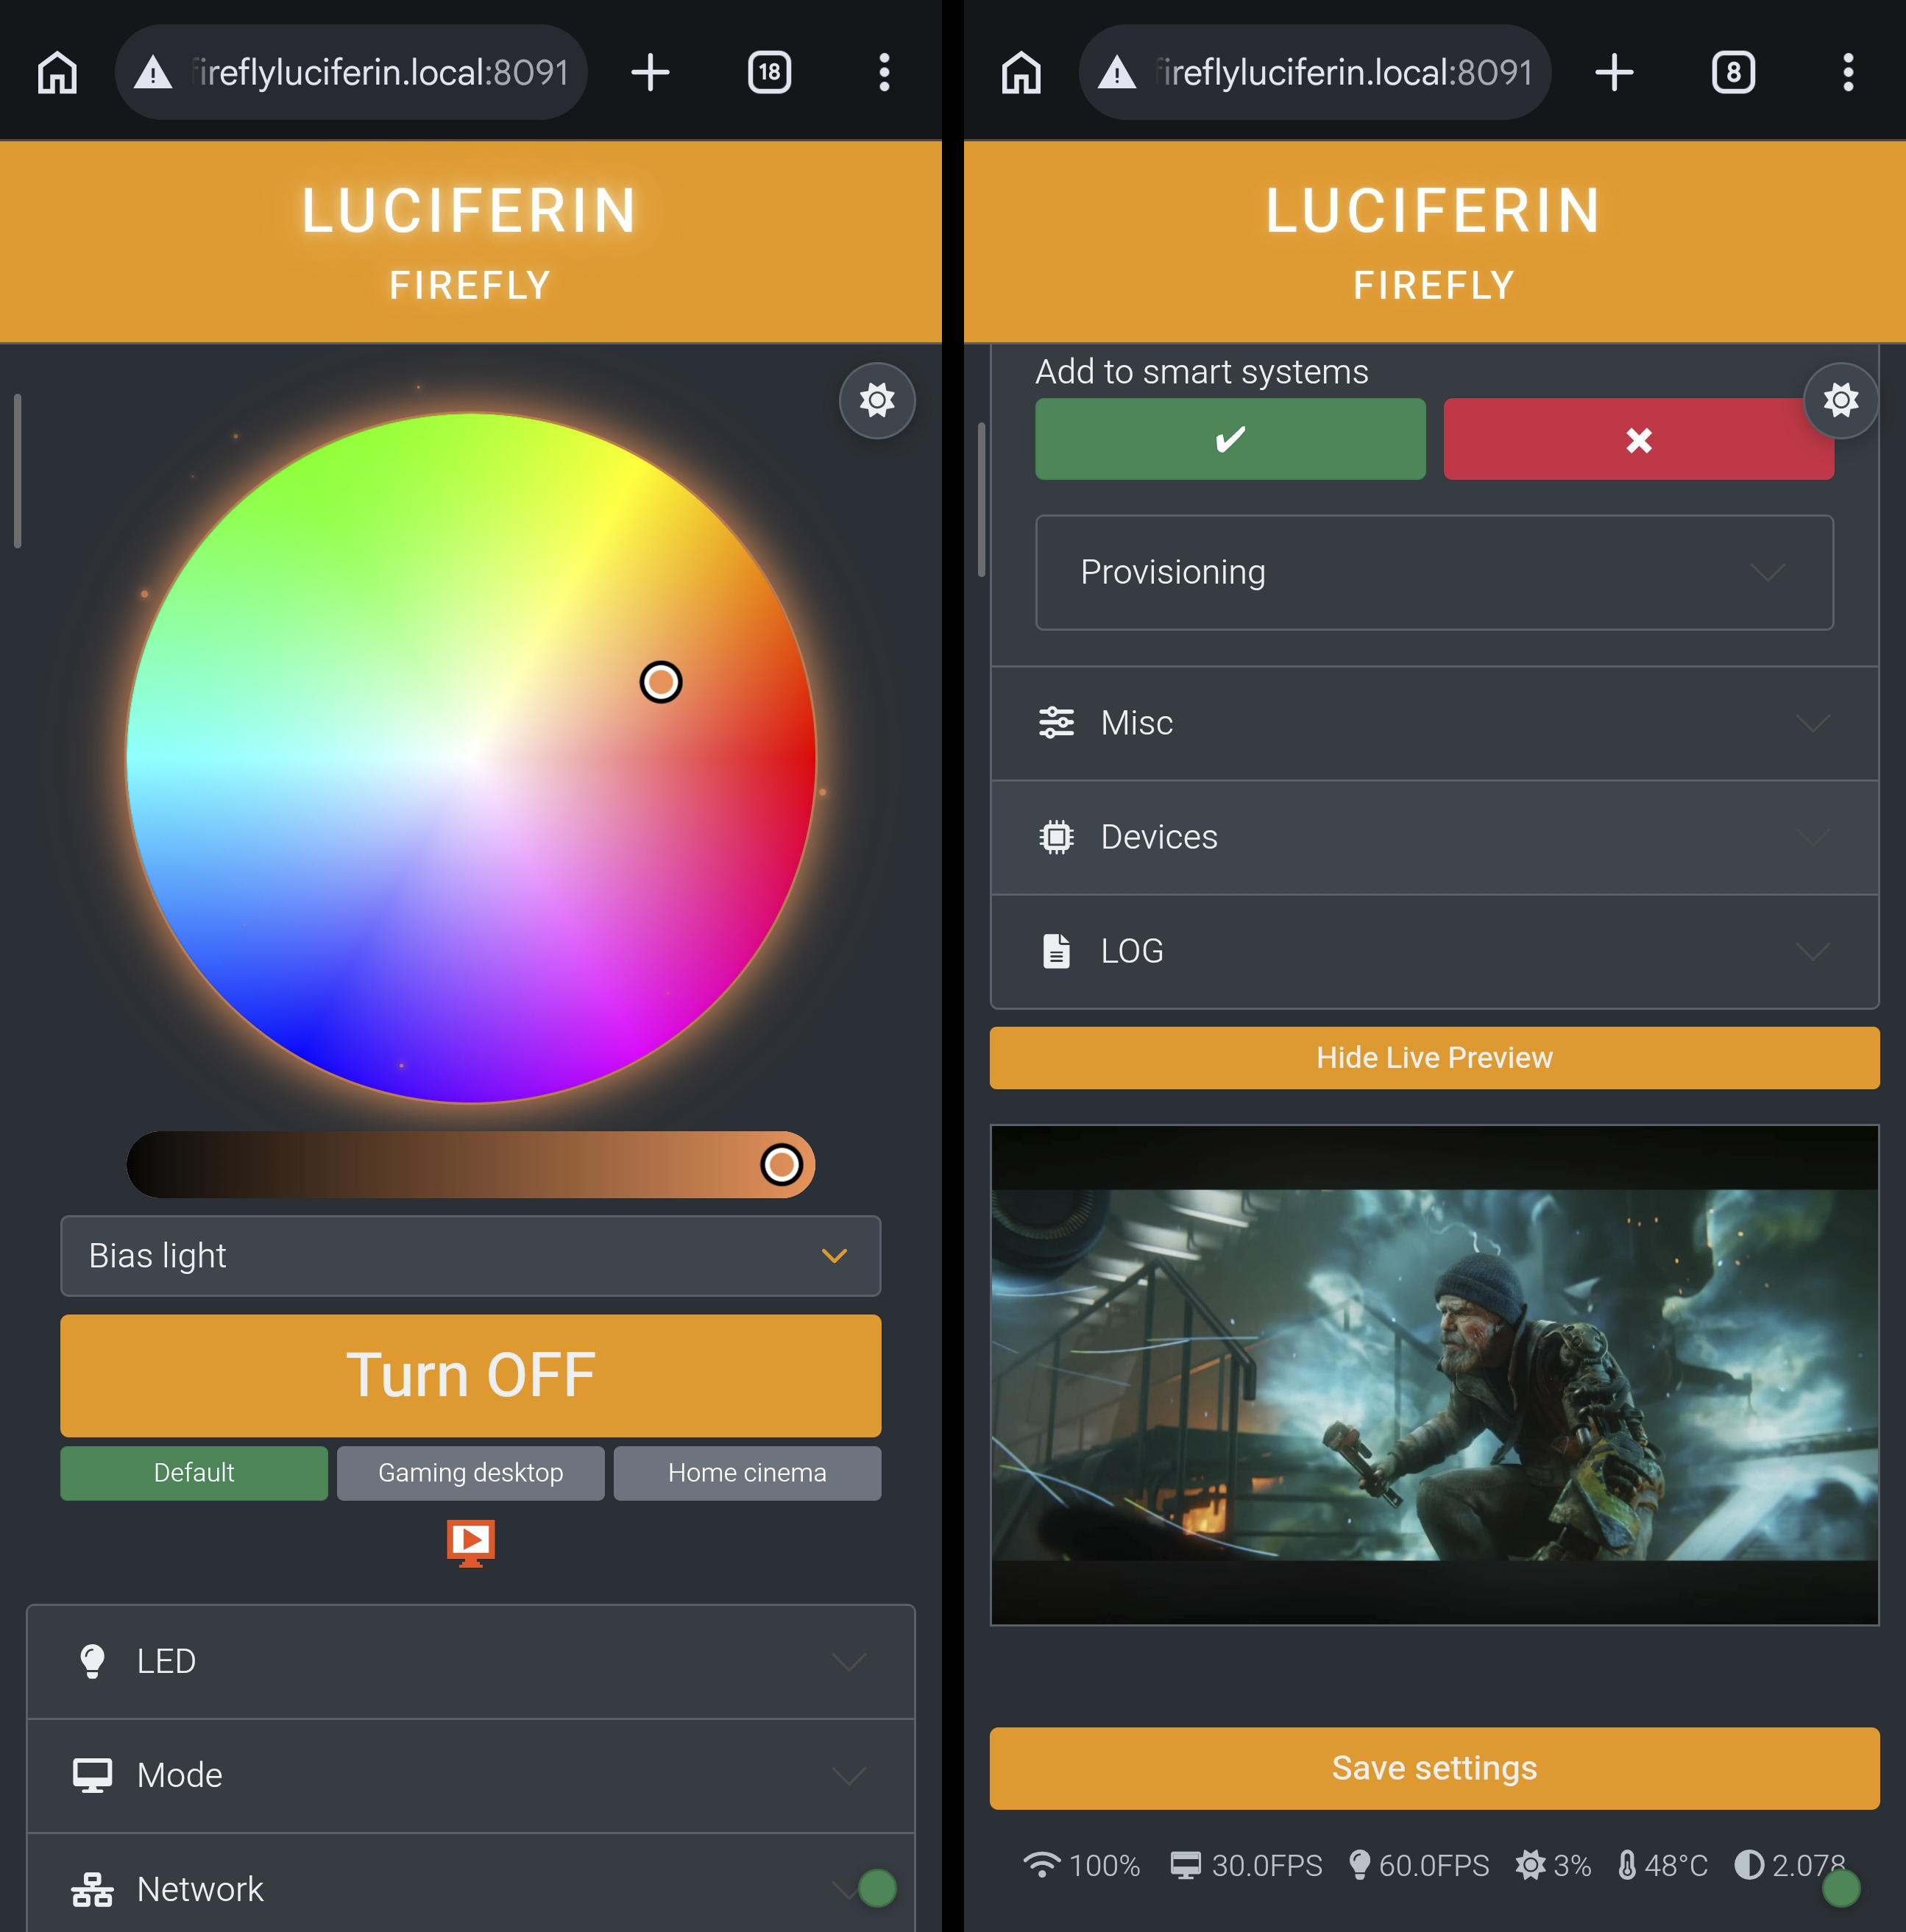 fireflyluciferin.local:8091
18
LUCIFERIN
FIREFLY
Bias light
Turn OFF
Default
Gaming desktop
Home cinema
LED
Mode
Network
fireflyluciferin.local:8091
8
LUCIFERIN
FIREFLY
Add to smart systems
Provisioning
Misc
Devices
LOG
Hide Live Preview
Save settings
100% 30.0FPS 60.0FPS 3% 48°C 2.078